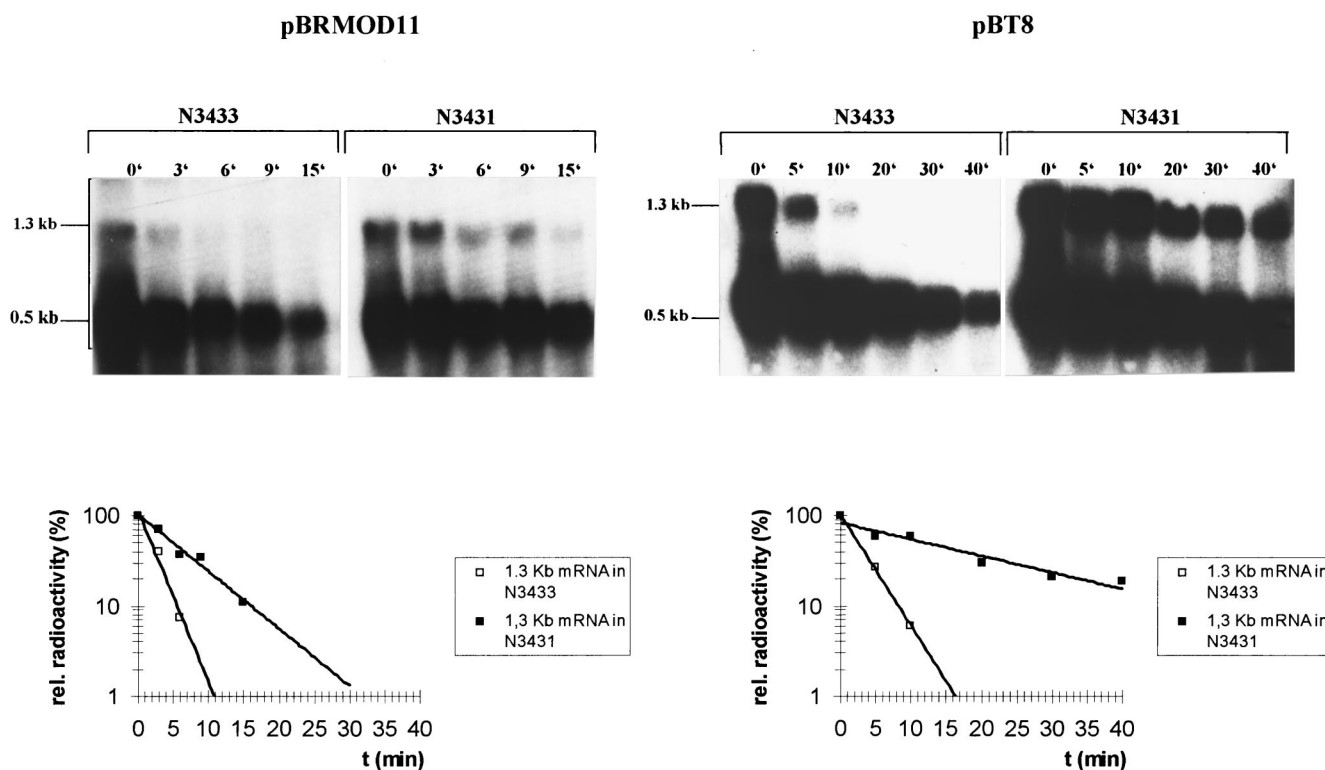 pBRMOD11
pBT8
N3433
N3431
N3433
N3431
0‘ 3‘ 6‘ 9‘ 15‘
0‘ 3‘ 6‘ 9‘ 15‘
0‘ 5‘ 10‘ 20‘ 30‘ 40‘
0‘ 5‘ 10‘ 20‘ 30‘ 40‘
1.3 kb
0.5 kb
1.3 kb
0.5 kb
rel. radioactivity (%)
100
10
1
0 5 10 15 20 25 30 35 40
t (min)
1.3 Kb mRNA in
N3433
1,3 Kb mRNA in
N3431
rel. radioactivity (%)
100
10
1
0 5 10 15 20 25 30 35 40
t (min)
1.3 Kb mRNA in
N3433
1,3 Kb mRNA in
N3431